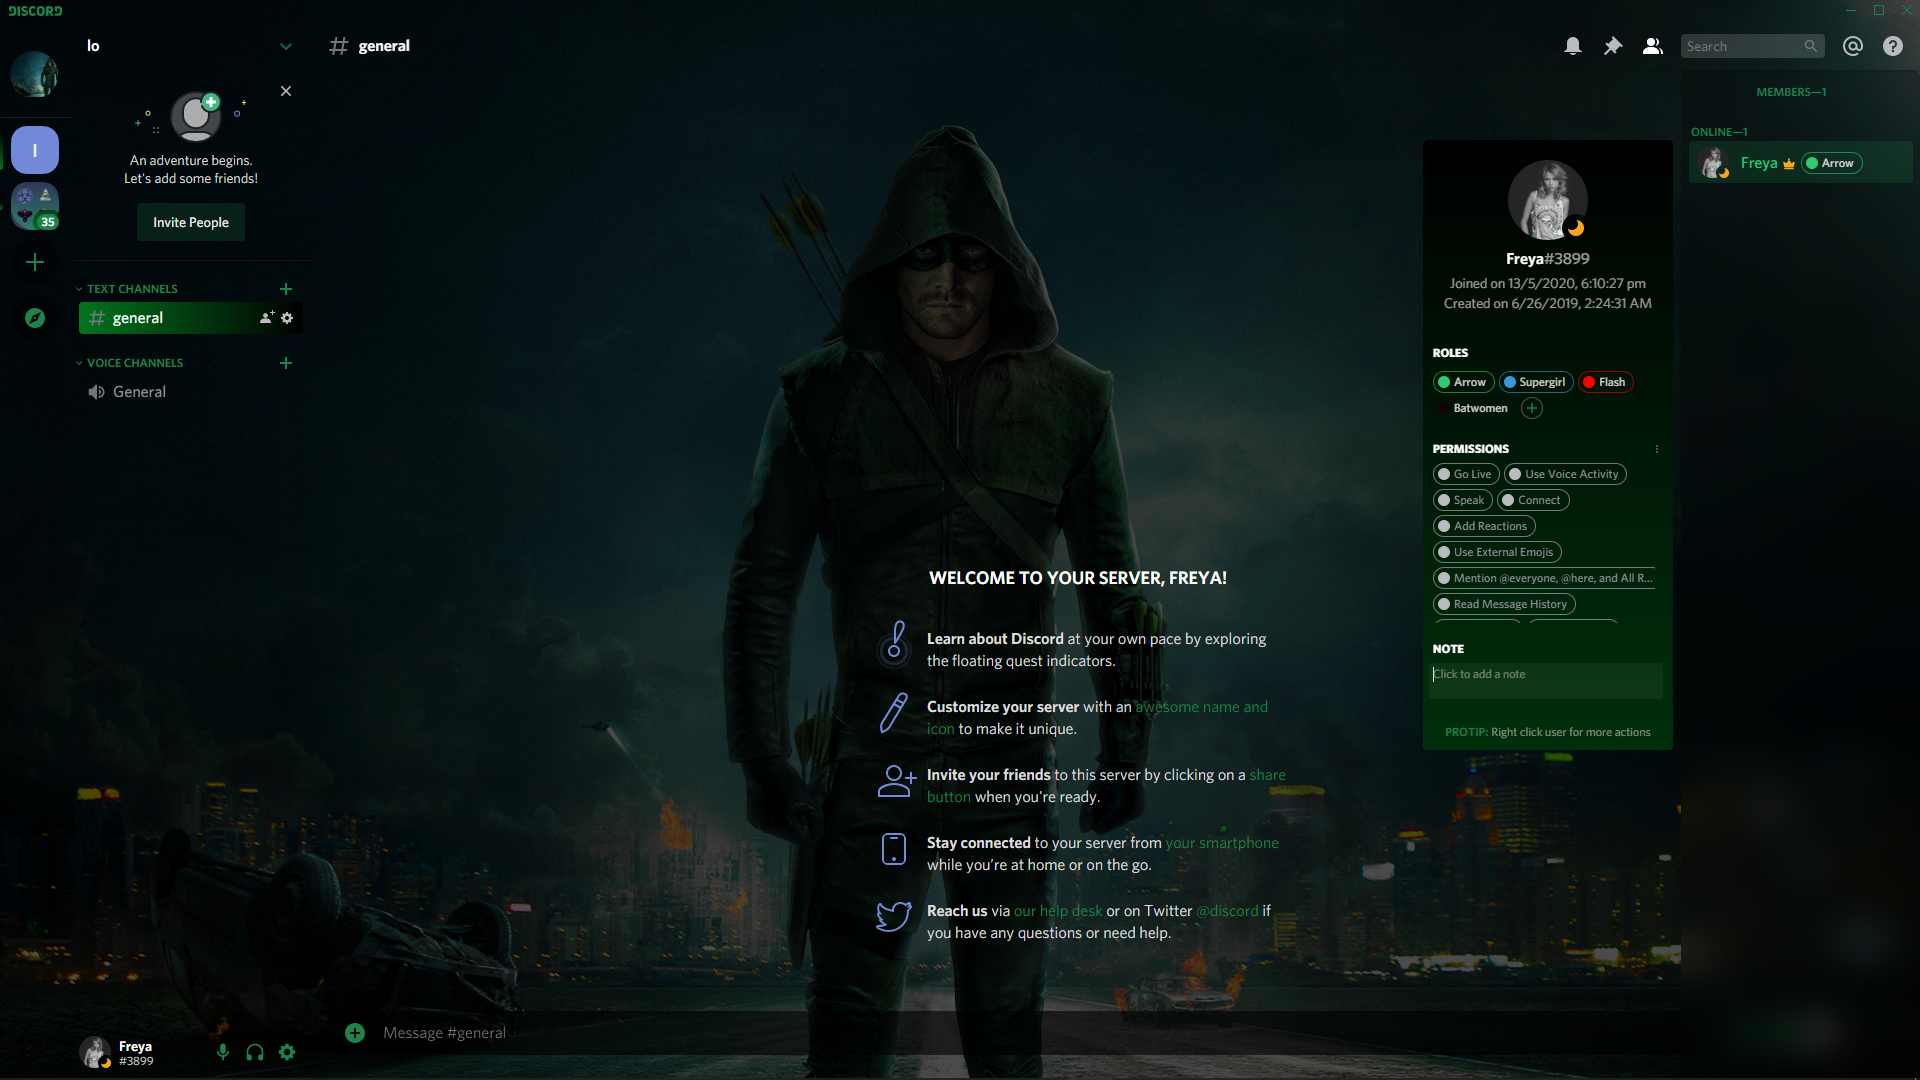 DISCORD
lo
An adventure begins.
Let's add some friends!
Invite People
TEXT CHANNELS
general
VOICE CHANNELS
General
I
35
Freya
#3899
general
Search
WELCOME TO YOUR SERVER, FREYA!
Learn about Discord at your own pace by exploring
the floating quest indicators.
Customize your server with an awesome name and
icon to make it unique.
Invite your friends to this server by clicking on a share
button when you're ready.
Stay connected to your server from your smartphone
while you're at home or on the go.
Reach us via our help desk or on Twitter @discord if
you have any questions or need help.
Message #general
Freya#3899
Joined on 13/5/2020, 6:10:27 pm
Created on 6/26/2019, 2:24:31 AM
ROLES
Arrow Supergirl Flash
Batwomen
PERMISSIONS
Go Live Use Voice Activity
Speak Connect
Add Reactions
Use External Emojis
Mention @everyone, @here, and All R...
Read Message History
NOTE
Click to add a note
PROTIP: Right click user for more actions
MEMBERS—1
ONLINE—1
Freya Arrow